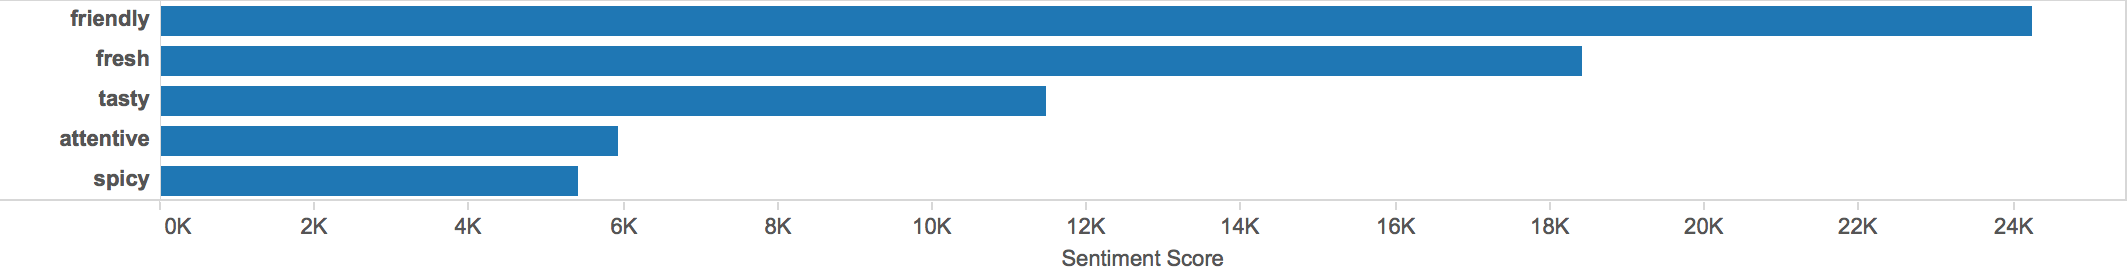 friendly
fresh
tasty
attentive
spicy
0K 2K 4K 6K 8K 10K 12K 14K 16K 18K 20K 22K 24K
Sentiment Score